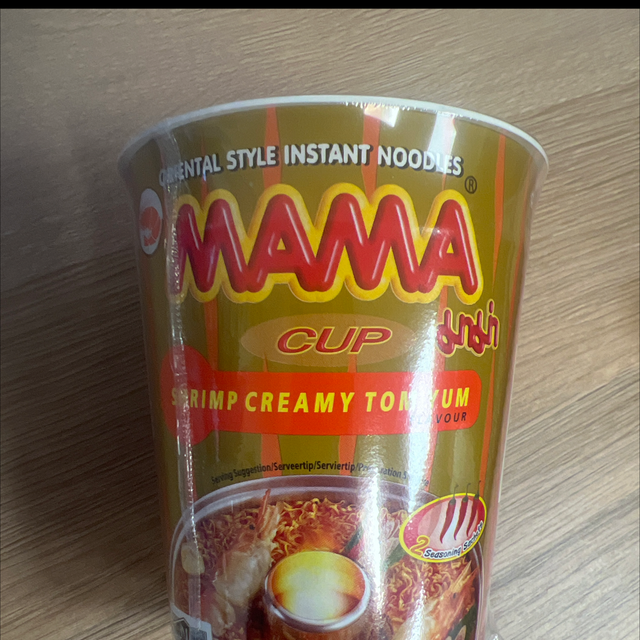 ORIENTAL STYLE INSTANT NOODLES
MAMA®
CUP มาม่า
SHRIMP CREAMY TOM YUM
FLAVOUR
Serving Suggestion/Serveertip/Serviertip/
2 Seasoning